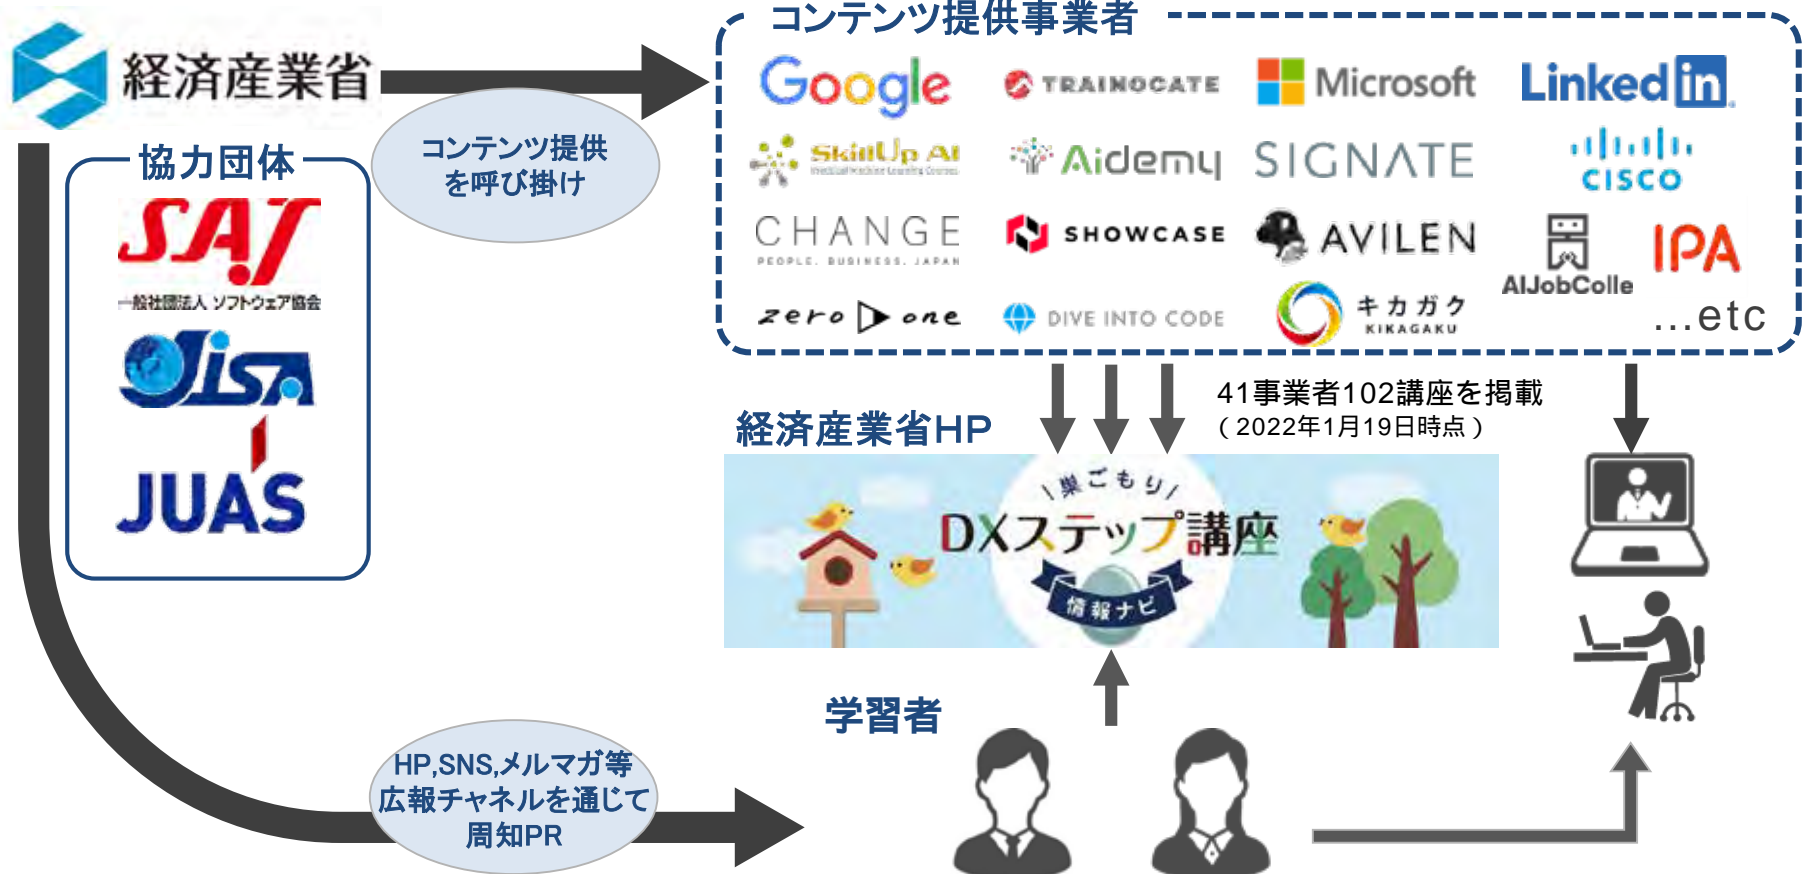 コンテンツ提供事業者
経済産業省
コンテンツ提供
を呼び掛け
協力団体
SAJ
一般社団法人 ソフトウェア協会
JiSA
JUAS
Google
TRAINOCATE
Microsoft
Linked in
SkillUp AI
Aidemy
SIGNATE
CISCO
CHANGE
PEOPLE. BUSINESS. JAPAN
SHOWCASE
AVILEN
AIJobColle
IPA
zero one
DIVE INTO CODE
キカガク
KIKAGAKU
…etc
41事業者102講座を掲載
(2022年1月19日時点)
経済産業省HP
\巣ごもり/
DXステップ講座
情報ナビ
学習者
HP,SNS,メルマガ等
広報チャネルを通じて
周知PR